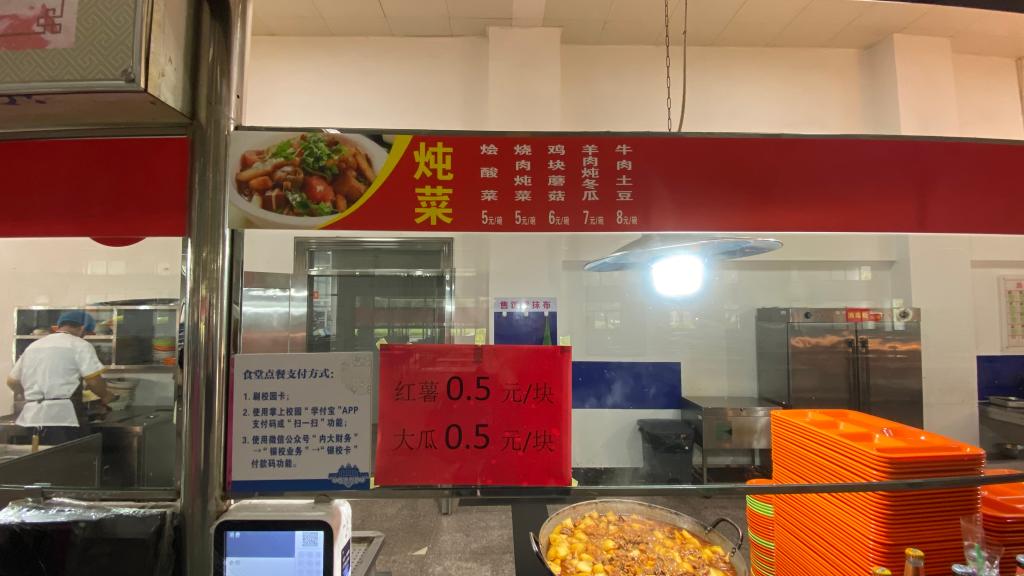 炖菜
烩酸菜
5元/碗
烧肉炖菜
5元/碗
鸡块蘑菇
6元/碗
羊肉炖冬瓜
7元/碗
牛肉土豆
8元/碗
食堂点餐支付方式：
1. 刷校园卡；
2. 使用掌上校园“学付宝”APP
支付码或“扫一扫”功能；
3. 使用微信公众号“内大财务”
→“银校业务”→“银校卡”
付款码功能。
红薯0.5 元/块
大瓜0.5 元/块
抹布